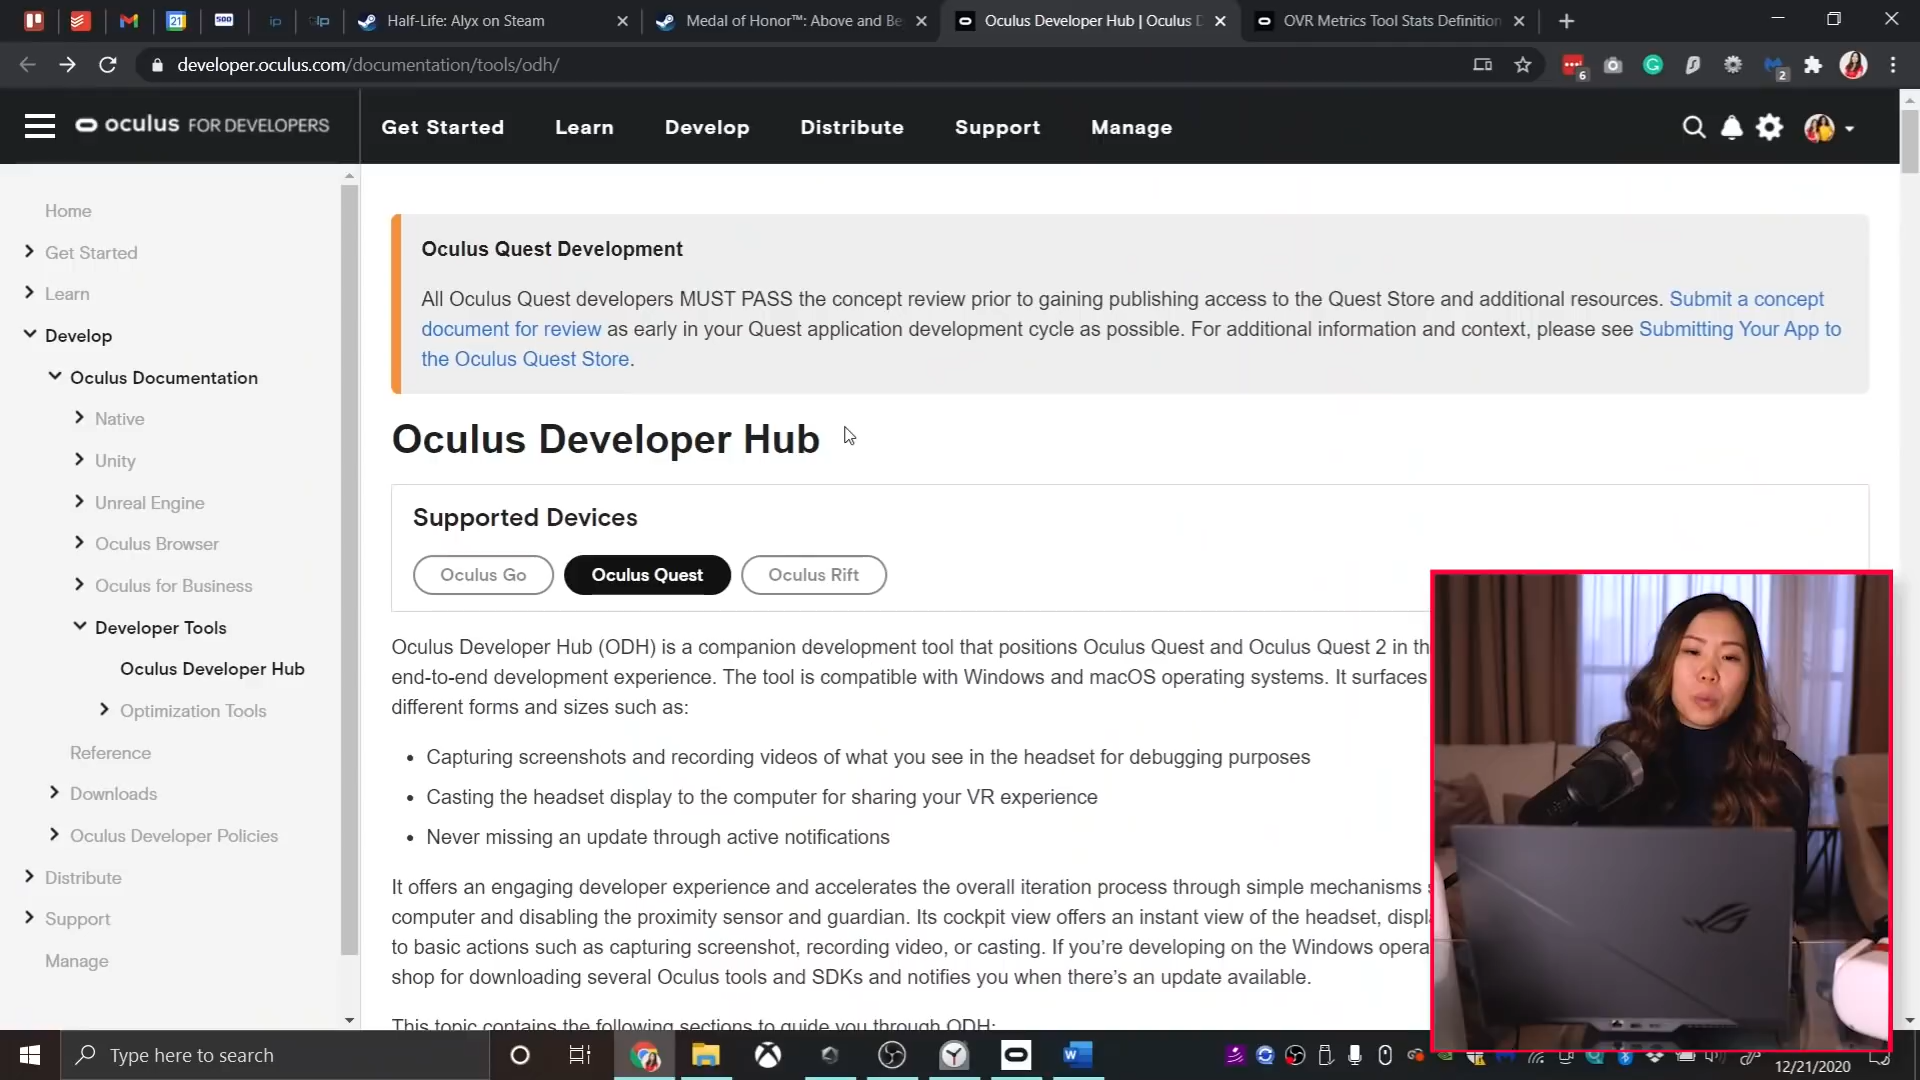 Half-Life: Alyx on Steam
Medal of Honor™: Above and Be
Oculus Developer Hub | Oculus D
OVR Metrics Tool Stats Definition
developer.oculus.com/documentation/tools/odh/
6
2
oculus FOR DEVELOPERS
Get Started
Learn
Develop
Distribute
Support
Manage
Home
Get Started
Learn
Develop
Oculus Documentation
Native
Unity
Unreal Engine
Oculus Browser
Oculus for Business
Developer Tools
Oculus Developer Hub
Optimization Tools
Reference
Downloads
Oculus Developer Policies
Distribute
Support
Manage
Oculus Quest Development
All Oculus Quest developers MUST PASS the concept review prior to gaining publishing access to the Quest Store and additional resources. Submit a concept
document for review as early in your Quest application development cycle as possible. For additional information and context, please see Submitting Your App to
the Oculus Quest Store.
Oculus Developer Hub
Supported Devices
Oculus Go
Oculus Quest
Oculus Rift
Oculus Developer Hub (ODH) is a companion development tool that positions Oculus Quest and Oculus Quest 2 in th
end-to-end development experience. The tool is compatible with Windows and macOS operating systems. It surfaces
different forms and sizes such as:
• Capturing screenshots and recording videos of what you see in the headset for debugging purposes
• Casting the headset display to the computer for sharing your VR experience
• Never missing an update through active notifications
It offers an engaging developer experience and accelerates the overall iteration process through simple mechanisms s
computer and disabling the proximity sensor and guardian. Its cockpit view offers an instant view of the headset, displ
to basic actions such as capturing screenshot, recording video, or casting. If you're developing on the Windows opera
shop for downloading several Oculus tools and SDKs and notifies you when there's an update available.
This topic contains the following sections to guide you through ODH:
Type here to search
12/21/2020